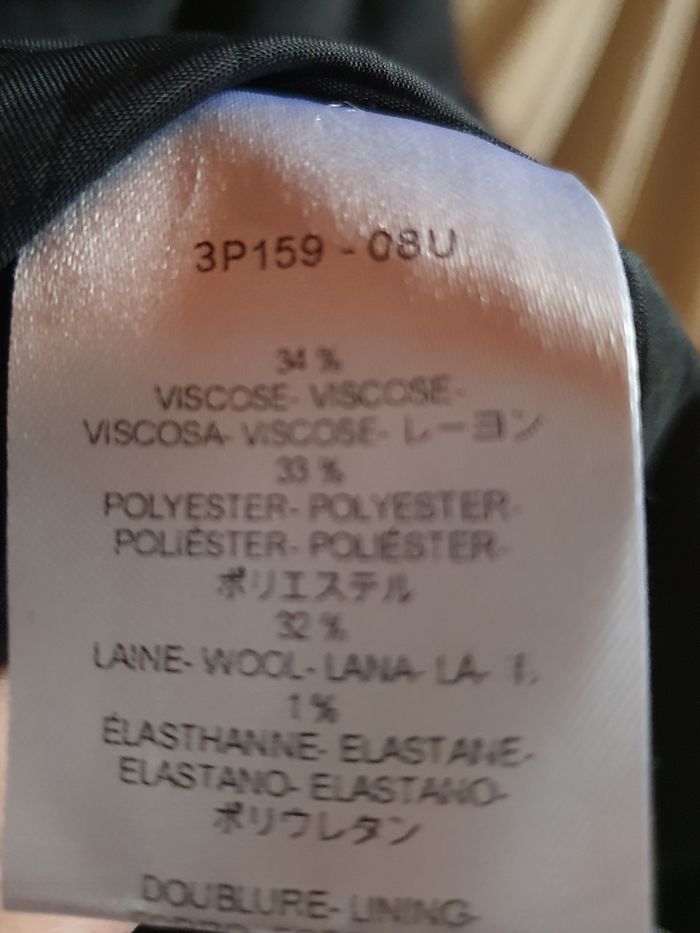 3P159 - 08U
34 %
VISCOSE- VISCOSE-
VISCOSA- VISCOSE- レーヨン
33 %
POLYESTER- POLYESTER-
POLIÉSTER- POLIÉSTER-
ポリエステル
32 %
LAINE- WOOL- LANA- LÃ-
1 %
ÉLASTHANNE- ELASTANE-
ELASTANO- ELASTANO-
ポリウレタン
DOUBLURE- LINING-